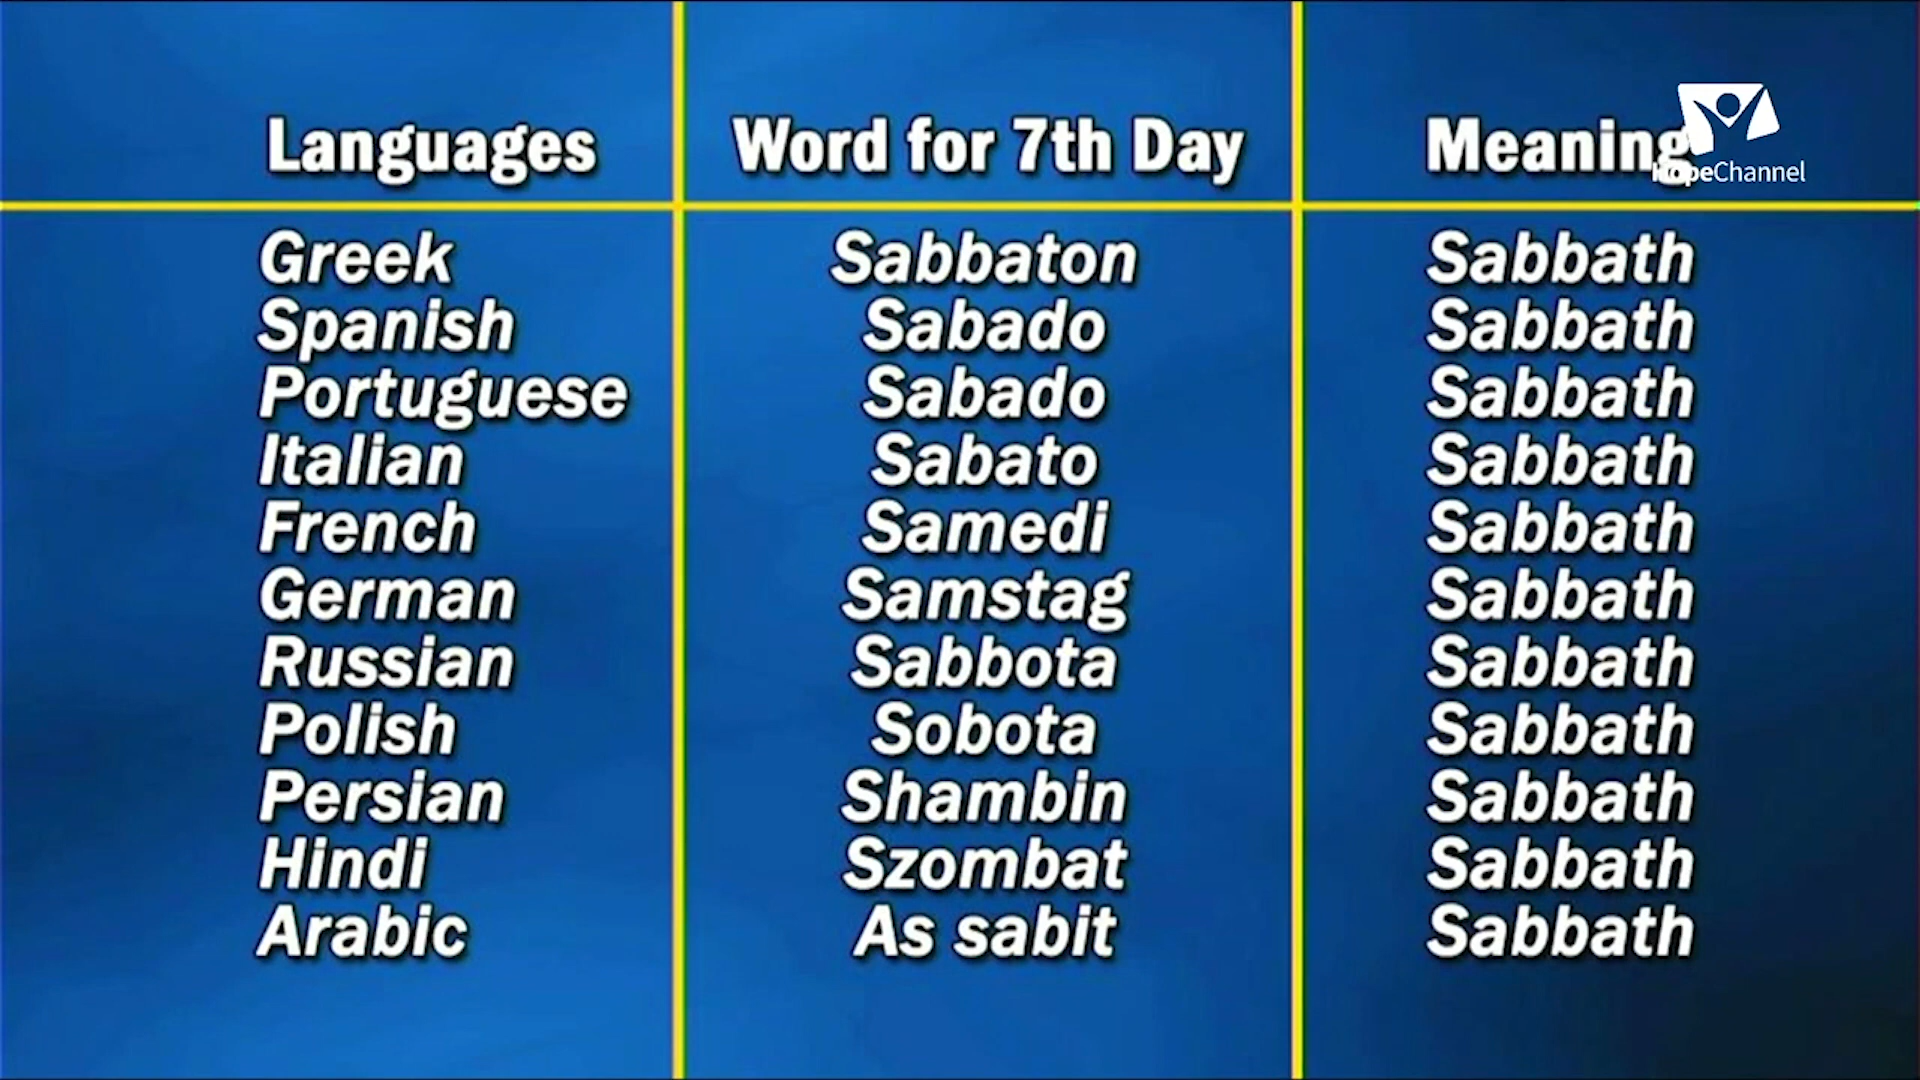 Languages Word for 7th Day Meaning
HopeChannel
Greek Sabbaton Sabbath
Spanish Sabado Sabbath
Portuguese Sabado Sabbath
Italian Sabato Sabbath
French Samedi Sabbath
German Samstag Sabbath
Russian Sabbota Sabbath
Polish Sobota Sabbath
Persian Shambin Sabbath
Hindi Szombat Sabbath
Arabic As sabit Sabbath